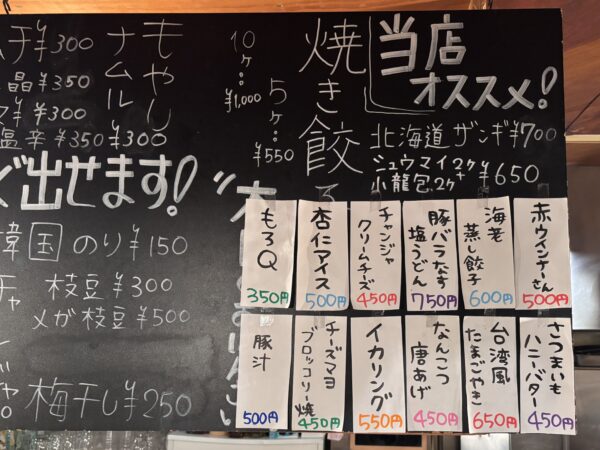 当店
オススメ!
北海道 ザンギ ¥700
シュウマイ2ケ
小龍包2ケ
¥650
焼き餃
10ヶ
¥1,000
5ヶ
¥550
もやし
ナムル
¥300
¥300
晶 ¥350
¥300
塩辛 ¥350
出せます!
韓国のり ¥150
枝豆 ¥300
メガ枝豆 ¥500
梅干し ¥250
赤ウインナーさん
500円
海老
蒸し餃子
600円
豚バラなす
塩うどん
750円
チャンジャ
クリームチーズ
450円
杏仁アイス
500円
もろQ
350円
さつまいも
ハニーバター
450円
台湾風
たまごやき
650円
なんこつ
唐あげ
450円
イカリング
550円
チーズマヨ
ブロッコリー焼
450円
豚汁
500円